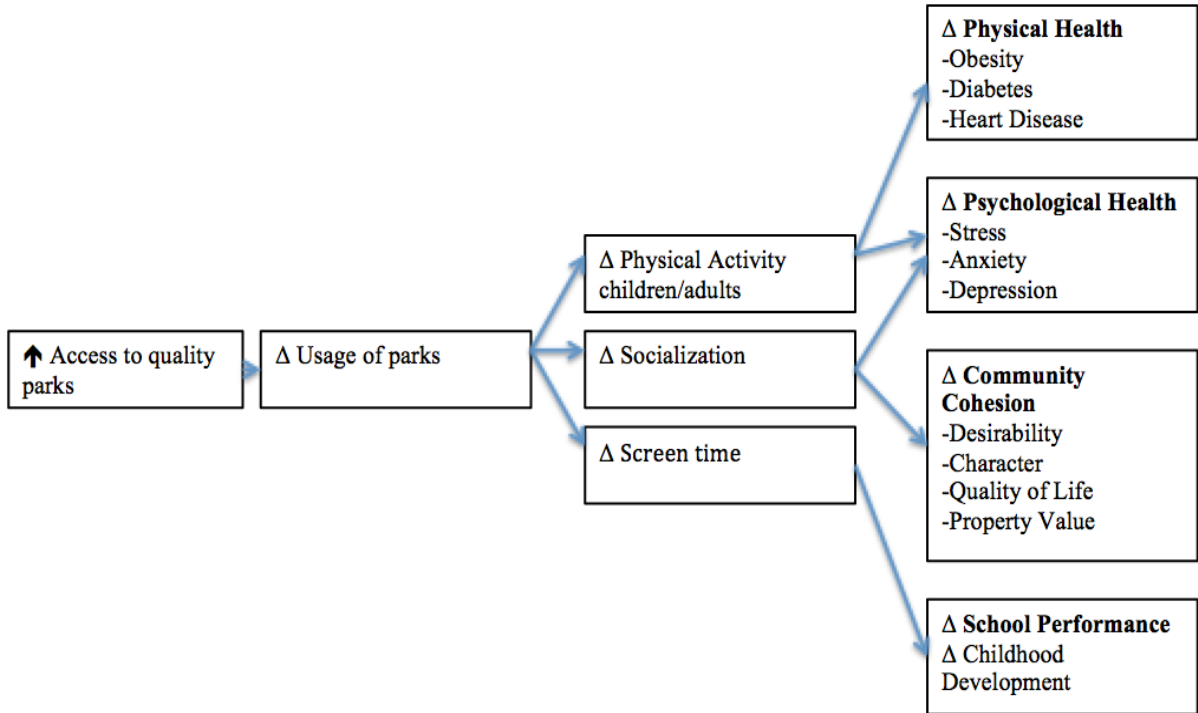 ⬆ Access to quality
parks
Δ Usage of parks
Δ Physical Activity
children/adults
Δ Socialization
Δ Screen time
Δ Physical Health
-Obesity
-Diabetes
-Heart Disease
Δ Psychological Health
-Stress
-Anxiety
-Depression
Δ Community
Cohesion
-Desirability
-Character
-Quality of Life
-Property Value
Δ School Performance
Δ Childhood
Development